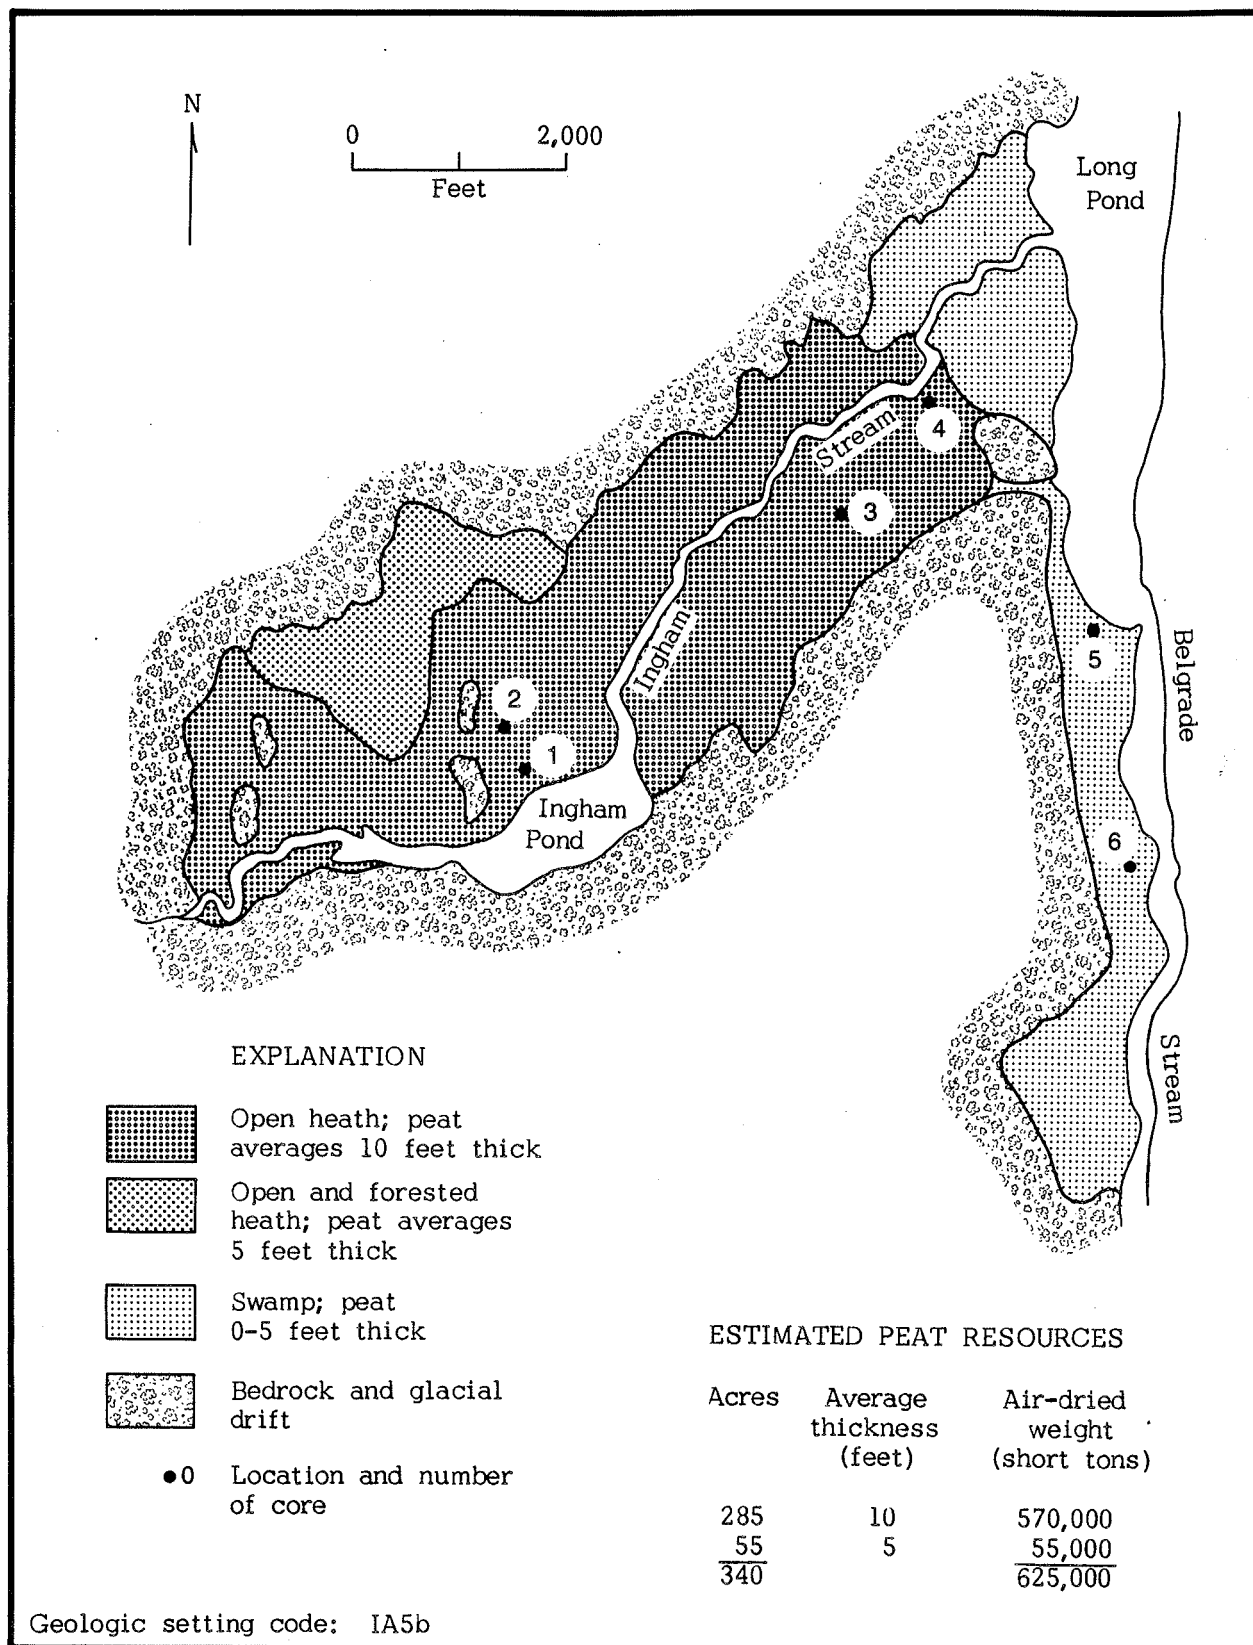 N
0 2,000
Feet
Long
Pond
Stream
4
3
Ingham
2
1
Ingham
Pond
5
Belgrade
6
Stream
EXPLANATION
Open heath; peat
averages 10 feet thick
Open and forested
heath; peat averages
5 feet thick
Swamp; peat
0-5 feet thick
Bedrock and glacial
drift
0 Location and number
of core
ESTIMATED PEAT RESOURCES
Acres Average Air-dried
thickness weight
(feet) (short tons)
285 10 570,000
55 5 55,000
340 625,000
Geologic setting code: IA5b